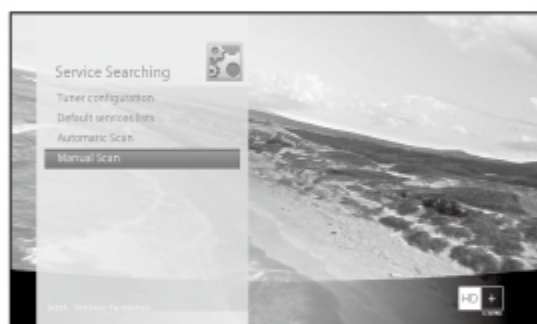 Service Searching
Tuner configuration
Default services lists
Automatic Scan
Manual Scan
HD +